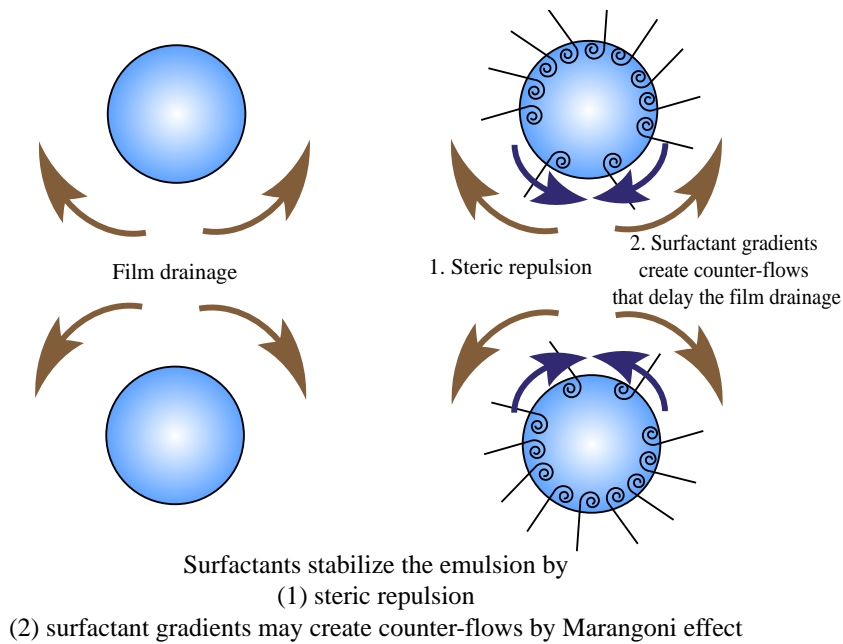 Film drainage
1. Steric repulsion
2. Surfactant gradients
create counter-flows
that delay the film drainage
Surfactants stabilize the emulsion by
(1) steric repulsion
(2) surfactant gradients may create counter-flows by Marangoni effect